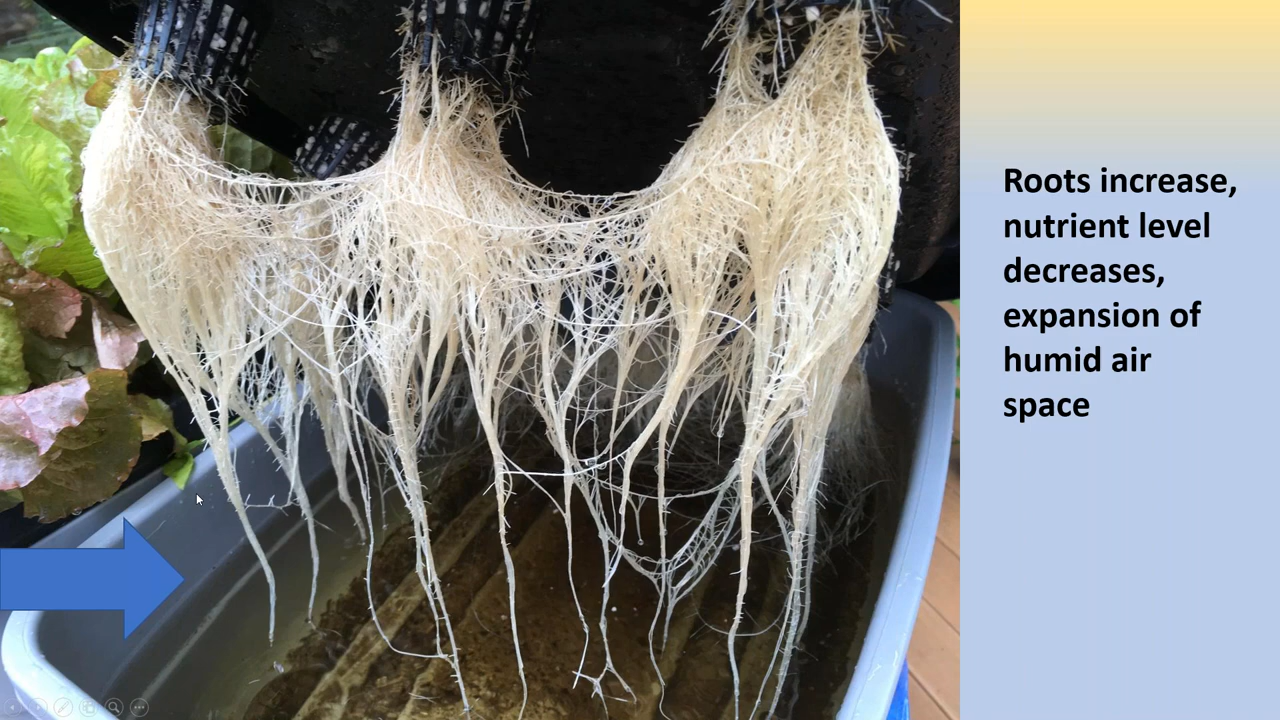 Roots increase,
nutrient level
decreases,
expansion of
humid air
space